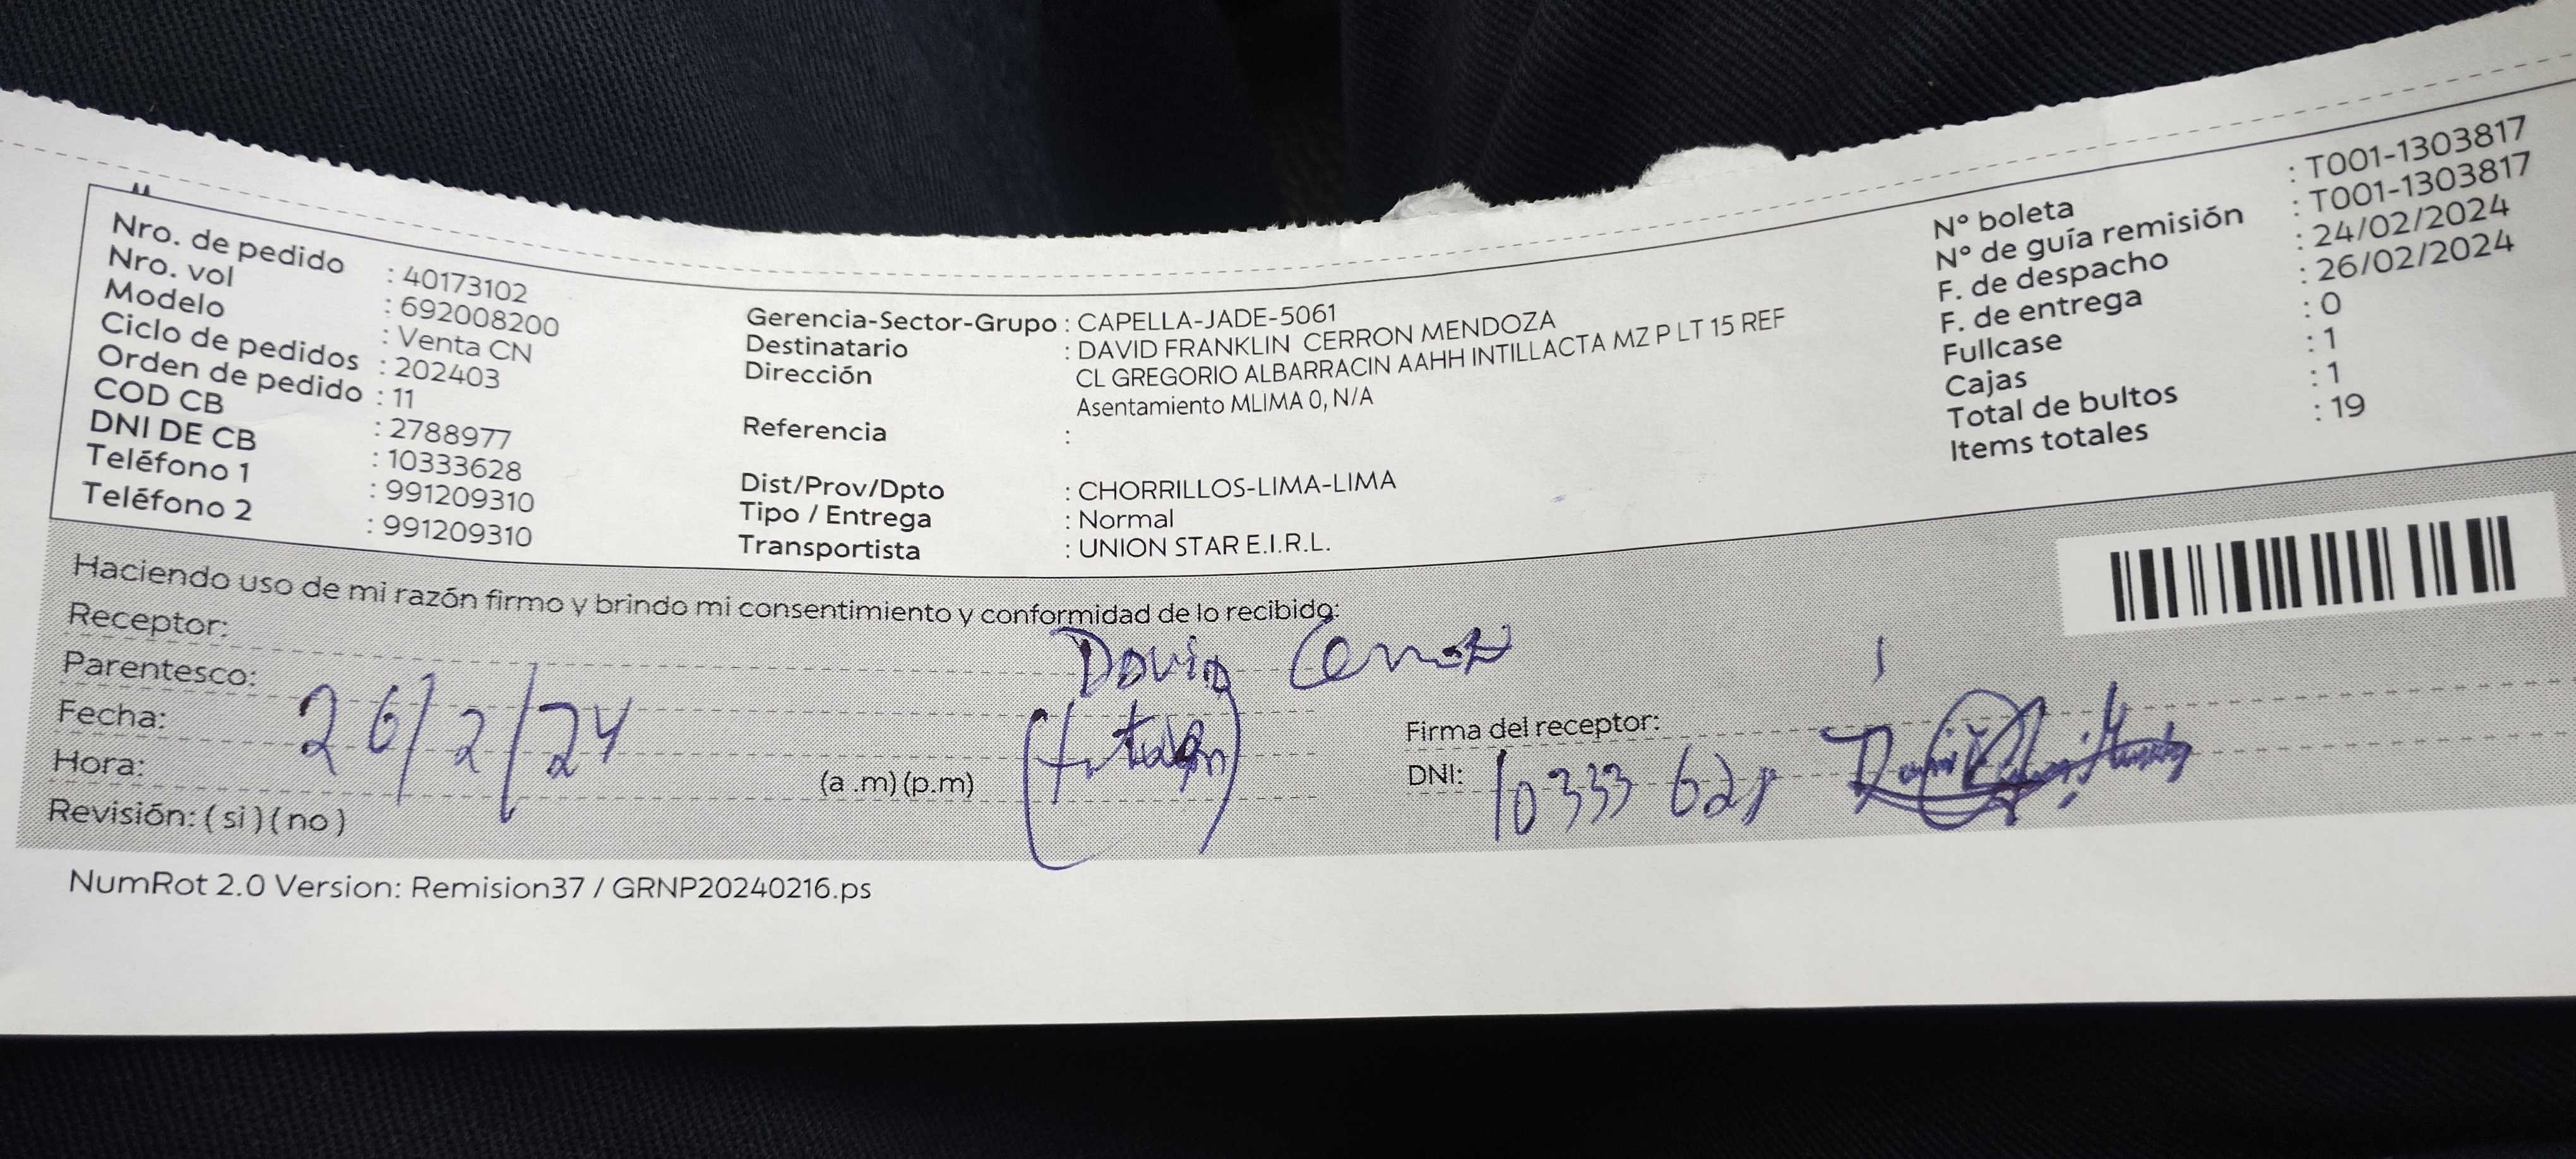 Nro. de pedido : 40173102
Nro. vol : 692008200
Modelo : Venta CN
Ciclo de pedidos : 202403
Orden de pedido : 11
COD CB : 2788977
DNI DE CB : 10333628
Teléfono 1 : 991209310
Teléfono 2 : 991209310
Gerencia-Sector-Grupo : CAPELLA-JADE-5061
Destinatario : DAVID FRANKLIN CERRON MENDOZA
Dirección CL GREGORIO ALBARRACIN AAHH INTILLACTA MZ P LT 15 REF
Asentamiento MLIMA 0, N/A
Referencia :
Dist/Prov/Dpto : CHORRILLOS-LIMA-LIMA
Tipo / Entrega : Normal
Transportista : UNION STAR E.I.R.L.
N° boleta : T001-1303817
N° de guía remisión : T001-1303817
F. de despacho : 24/02/2024
F. de entrega : 26/02/2024
Fullcase : 0
Cajas : 1
Total de bultos : 1
Items totales : 19
Haciendo uso de mi razón firmo y brindo mi consentimiento y conformidad de lo recibido:
Receptor: David Cerron
Parentesco: (titular)
Fecha: 26/2/24
Hora: (a .m) (p.m)
Revisión: ( si ) ( no )
Firma del receptor:
DNI: 10333628
NumRot 2.0 Version: Remision37 / GRNP20240216.ps